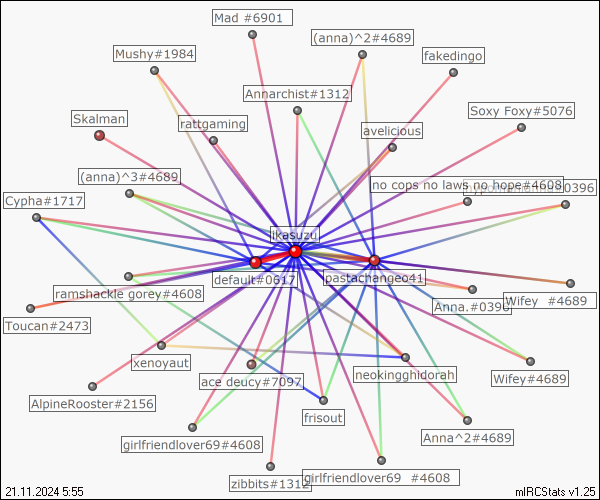 Mad #6901
(anna)^2#4689
Mushy#1984
fakedingo
Annarchist#1312
Soxy Foxy#5076
Skalman
rattgaming
avelicious
(anna)^3#4689
no cops no laws no hope#4608
0396
Cypha#1717
ikasuzu
default#0617
pastachangeo41
ramshackle gorey#4608
Anna.#0396
Wifey #4689
Toucan#2473
xenoyaut
neokingghidorah
ace deucy#7097
Wifey#4689
AlpineRooster#2156
frisout
girlfriendlover69#4608
Anna^2#4689
zibbits#1312
girlfriendlover69 #4608
21.11.2024 5:55
mIRCStats v1.25